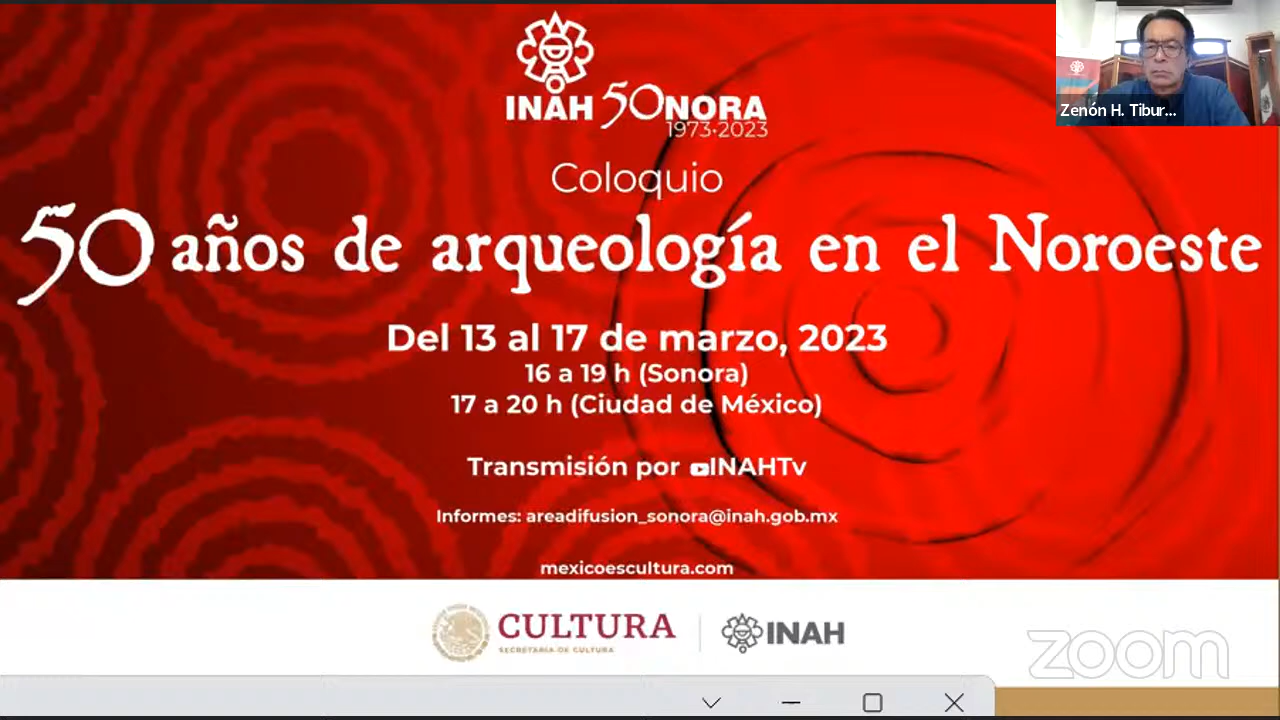 INAH 50NORA
1973•2023
Zenón H. Tibur...
Coloquio
50 años de arqueología en el Noroeste
Del 13 al 17 de marzo, 2023
16 a 19 h (Sonora)
17 a 20 h (Ciudad de México)
Transmisión por INAHTv
Informes: areadifusion_sonora@inah.gob.mx
mexicoescultura.com
CULTURA
SECRETARÍA DE CULTURA
INAH
zoom